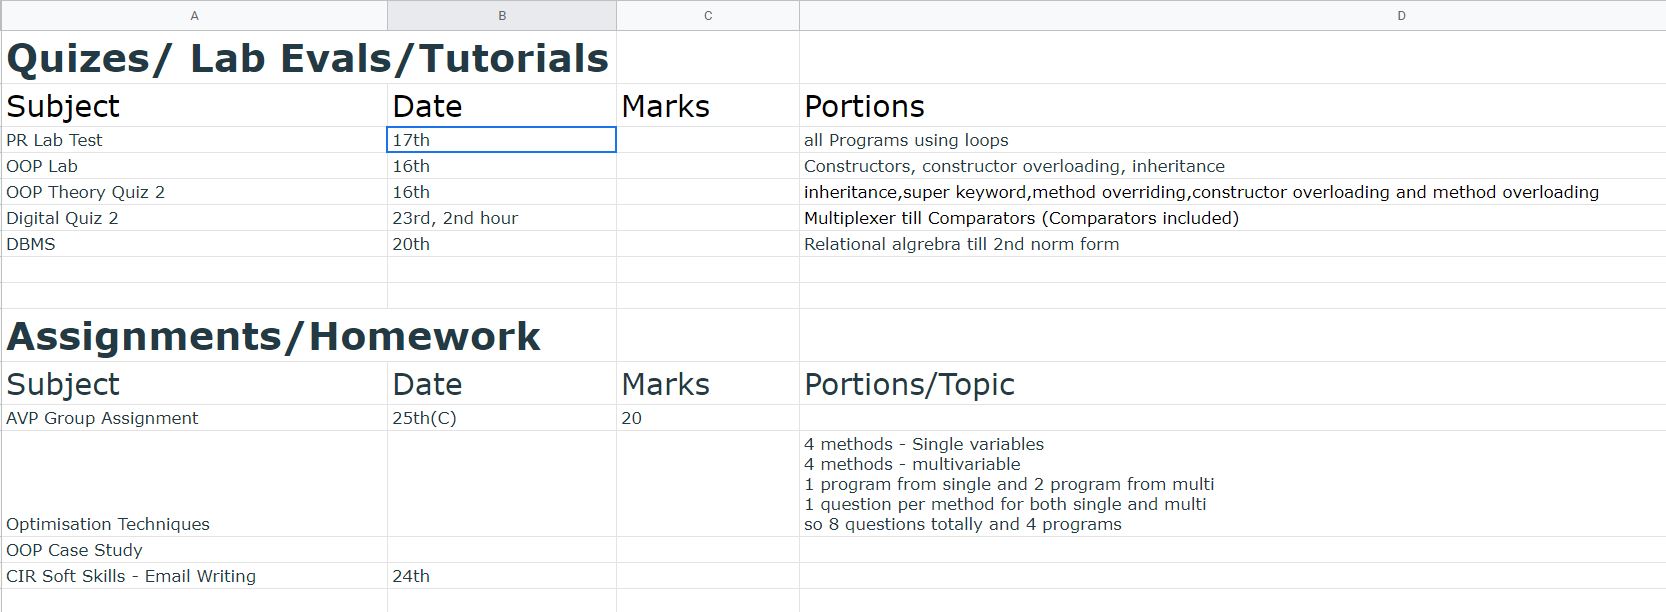 A B C D
Quizes/ Lab Evals/Tutorials
Subject Date Marks Portions
PR Lab Test 17th all Programs using loops
OOP Lab 16th Constructors, constructor overloading, inheritance
OOP Theory Quiz 2 16th inheritance,super keyword,method overriding,constructor overloading and method overloading
Digital Quiz 2 23rd, 2nd hour Multiplexer till Comparators (Comparators included)
DBMS 20th Relational algrebra till 2nd norm form
Assignments/Homework
Subject Date Marks Portions/Topic
AVP Group Assignment 25th(C) 20
4 methods - Single variables
4 methods - multivariable
1 program from single and 2 program from multi
1 question per method for both single and multi
Optimisation Techniques so 8 questions totally and 4 programs
OOP Case Study
CIR Soft Skills - Email Writing 24th